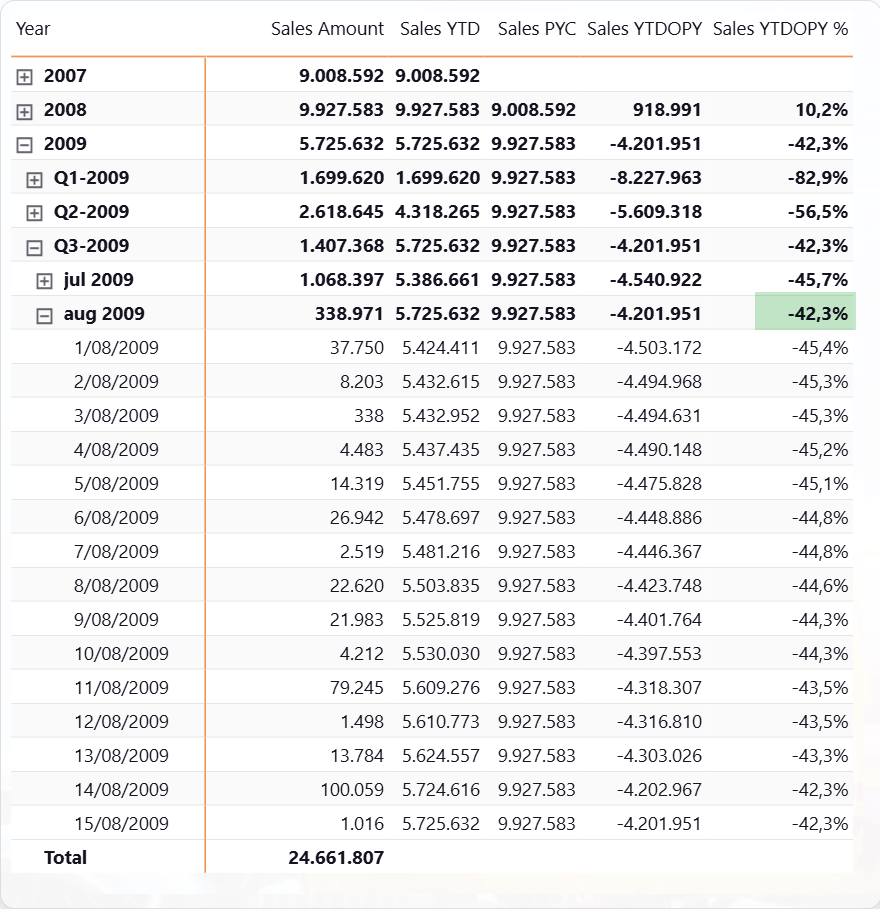 Year Sales Amount Sales YTD Sales PYC Sales YTDOPY Sales YTDOPY %
2007 9.008.592 9.008.592
2008 9.927.583 9.927.583 9.008.592 918.991 10,2%
2009 5.725.632 5.725.632 9.927.583 -4.201.951 -42,3%
Q1-2009 1.699.620 1.699.620 9.927.583 -8.227.963 -82,9%
Q2-2009 2.618.645 4.318.265 9.927.583 -5.609.318 -56,5%
Q3-2009 1.407.368 5.725.632 9.927.583 -4.201.951 -42,3%
jul 2009 1.068.397 5.386.661 9.927.583 -4.540.922 -45,7%
aug 2009 338.971 5.725.632 9.927.583 -4.201.951 -42,3%
1/08/2009 37.750 5.424.411 9.927.583 -4.503.172 -45,4%
2/08/2009 8.203 5.432.615 9.927.583 -4.494.968 -45,3%
3/08/2009 338 5.432.952 9.927.583 -4.494.631 -45,3%
4/08/2009 4.483 5.437.435 9.927.583 -4.490.148 -45,2%
5/08/2009 14.319 5.451.755 9.927.583 -4.475.828 -45,1%
6/08/2009 26.942 5.478.697 9.927.583 -4.448.886 -44,8%
7/08/2009 2.519 5.481.216 9.927.583 -4.446.367 -44,8%
8/08/2009 22.620 5.503.835 9.927.583 -4.423.748 -44,6%
9/08/2009 21.983 5.525.819 9.927.583 -4.401.764 -44,3%
10/08/2009 4.212 5.530.030 9.927.583 -4.397.553 -44,3%
11/08/2009 79.245 5.609.276 9.927.583 -4.318.307 -43,5%
12/08/2009 1.498 5.610.773 9.927.583 -4.316.810 -43,5%
13/08/2009 13.784 5.624.557 9.927.583 -4.303.026 -43,3%
14/08/2009 100.059 5.724.616 9.927.583 -4.202.967 -42,3%
15/08/2009 1.016 5.725.632 9.927.583 -4.201.951 -42,3%
Total 24.661.807